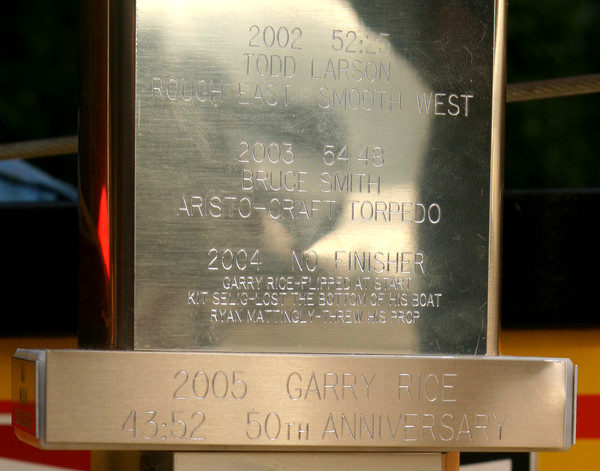 2002 52:25
TODD LARSON
ROUGH EAST - SMOOTH WEST
2003 54:48
BRUCE SMITH
ARISTO-CRAFT TORPEDO
2004 NO FINISHER
GARRY RICE-FLIPPED AT START
KIT SELIG-LOST THE BOTTOM OF HIS BOAT
RYAN MATTINGLY-THREW HIS PROP
2005 GARRY RICE
43:52 50TH ANNIVERSARY